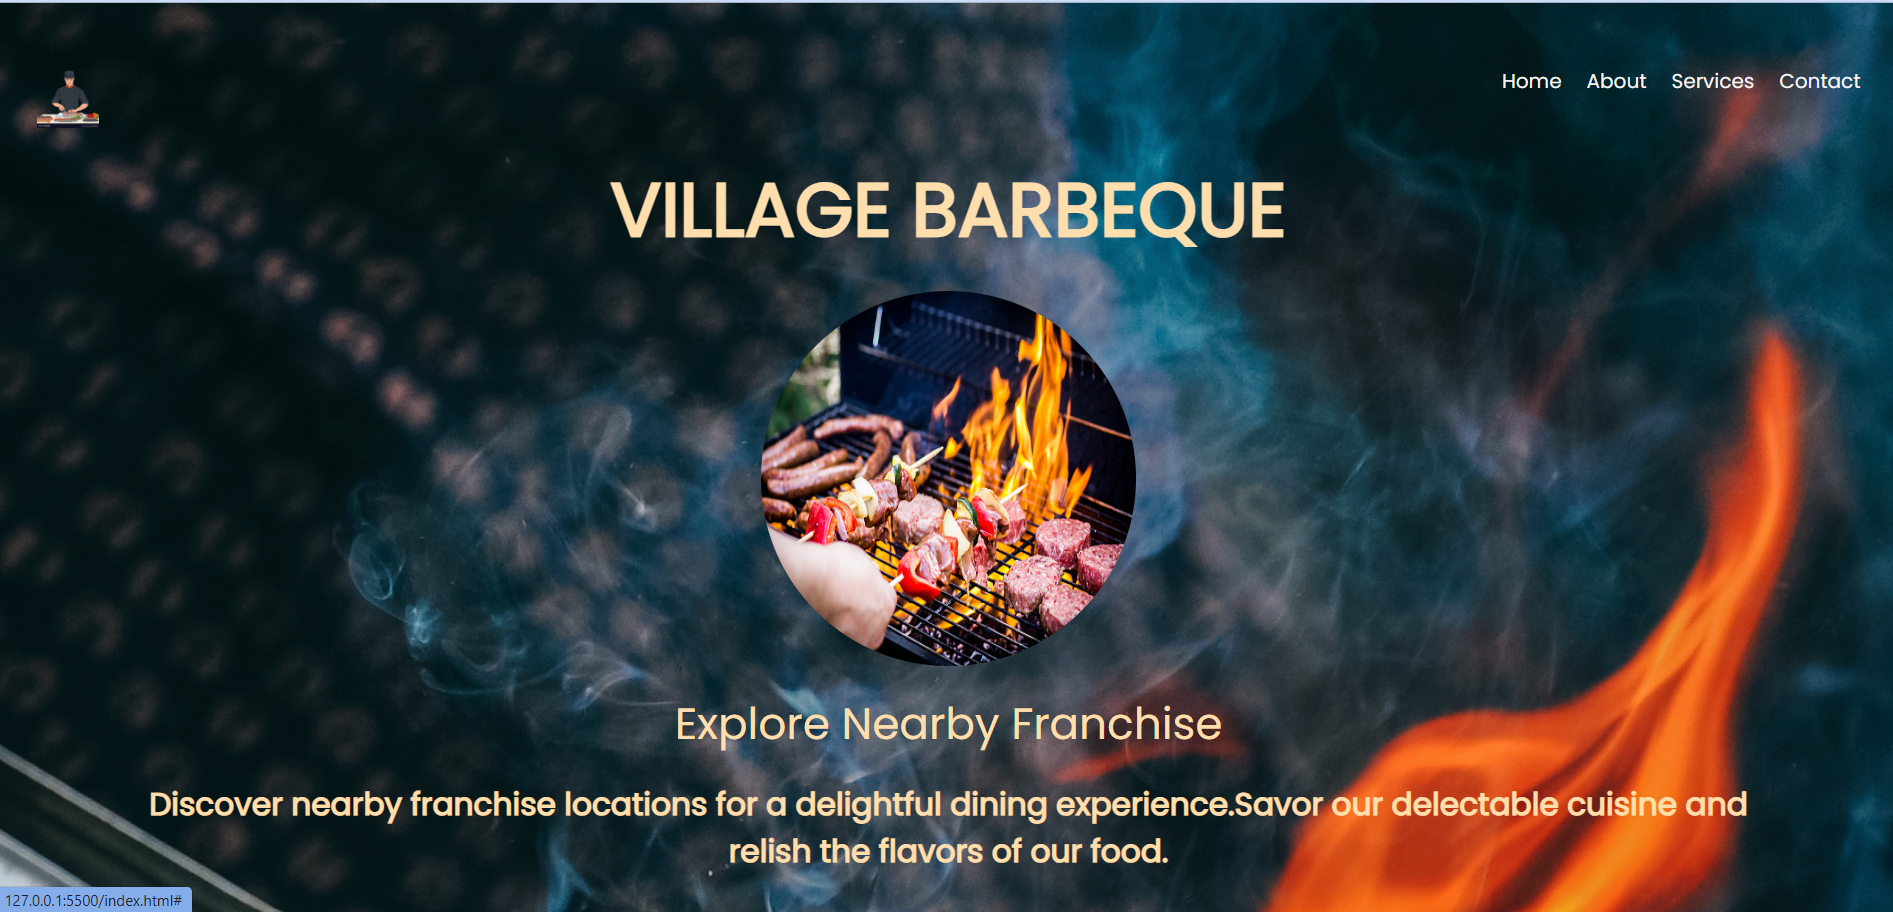 Home About Services Contact
VILLAGE BARBEQUE
Explore Nearby Franchise
Discover nearby franchise locations for a delightful dining experience.Savor our delectable cuisine and
relish the flavors of our food.
127.0.0.1:5500/index.html#